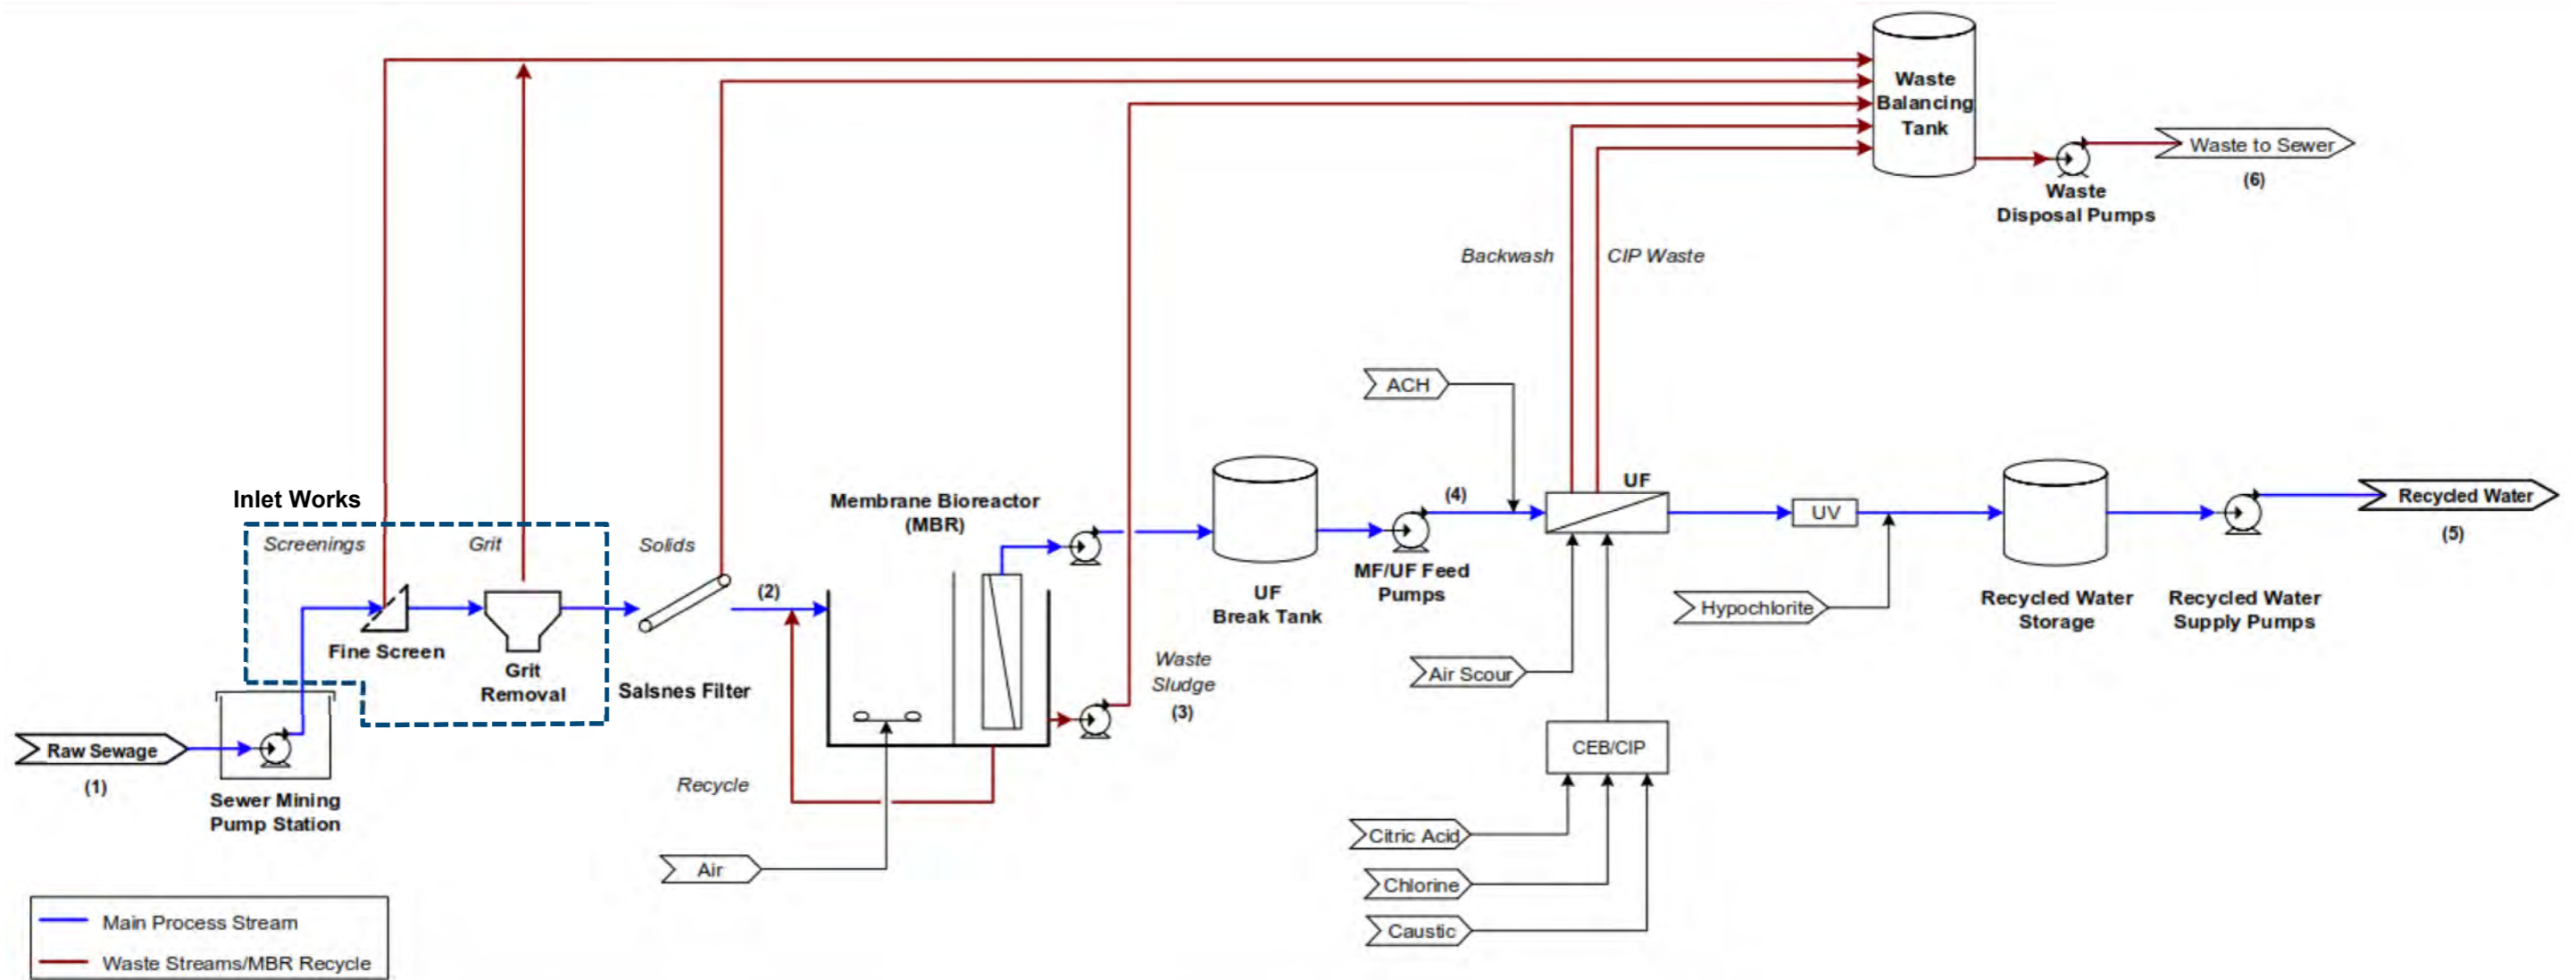 Waste
Balancing
Tank
Waste to Sewer
(6)
Waste
Disposal Pumps
Backwash
CIP Waste
ACH
UF
(4)
Inlet Works
Screenings
Grit
Solids
Fine Screen
Grit
Removal
Salsnes Filter
(2)
Membrane Bioreactor
(MBR)
UF
Break Tank
MF/UF Feed
Pumps
UV
Hypochlorite
Recycled Water
Storage
Recycled Water
Supply Pumps
Recycled Water
(5)
Raw Sewage
(1)
Sewer Mining
Pump Station
Recycle
Air
Waste
Sludge
(3)
Air Scour
CEB/CIP
Citric Acid
Chlorine
Caustic
Main Process Stream
Waste Streams/MBR Recycle